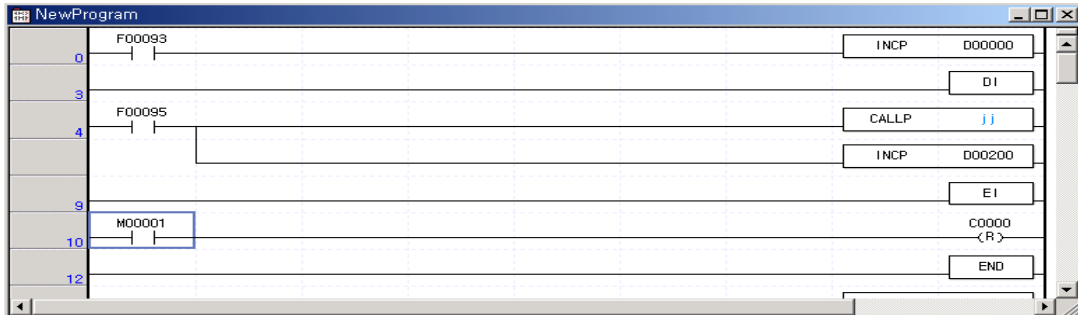 NewProgram
F00093
0 INCP D00000
3 DI
F00095
4 CALLP jj
INCP D00200
9 EI
M00001 C0000
10 (R)
12 END